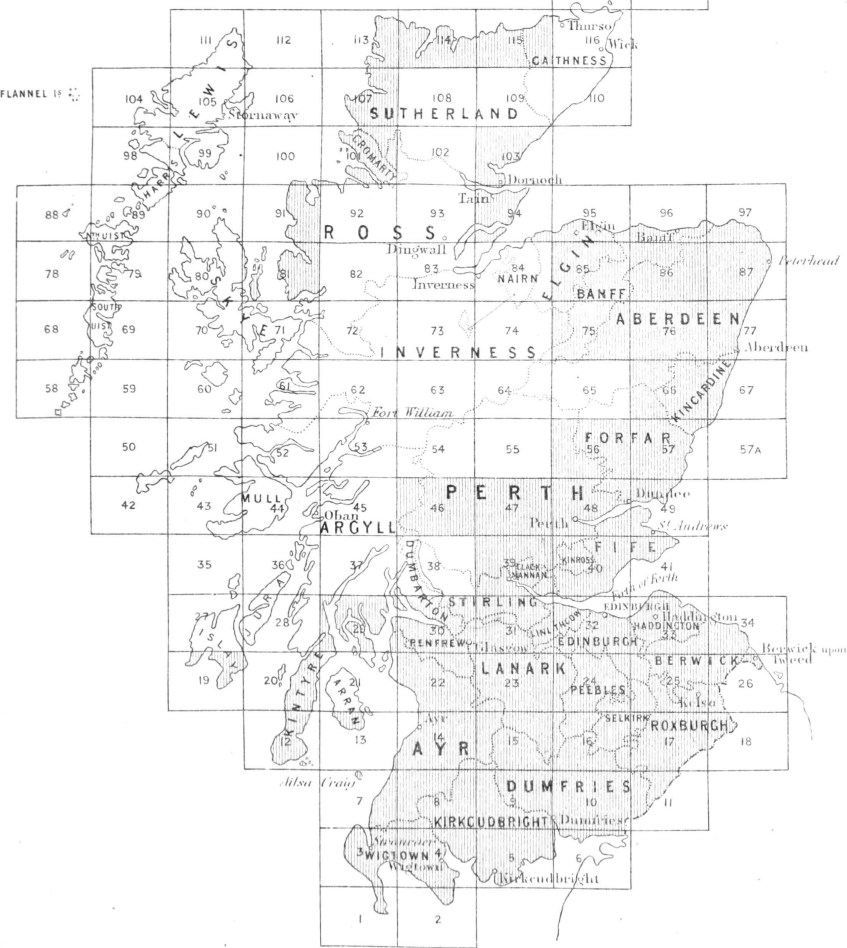 Thurso
111 112 113 114 115 116 Wick
CAITHNESS
FLANNEL Is
104 105 106 107 108 109 110
LEWIS
Stornaway
SUTHERLAND
98 99 100 101 102 103
HARRIS
CROMARTY
Dornoch
Tain
88 89 90 91 92 93 94 95 96 97
Nth UIST
ROSS
Elgin
Banff
Dingwall
78 79 80 81 82 83 84 85 86 87
Peterhead
Inverness
NAIRN
ELGIN
BANFF
SKYE
SOUTH
UIST
68 69 70 71 72 73 74 75 76 77
ABERDEEN
INVERNESS
Aberdeen
58 59 60 61 62 63 64 65 66 67
KINCARDINE
Fort William
50 51 52 53 54 55 56 57 57A
FORFAR
42 43 44 45 46 47 48 49
MULL
PERTH
Dundee
Oban
ARGYLL
Perth
St Andrews
FIFE
35 36 37 38 39 40 41
DUMBARTON
CLACK-
MANNAN
KINROSS
Firth of Forth
JURA
STIRLING
EDINBURGH
27 28 29 30 31 32 33 34
ISLAY
LINLITHGOW
Haddington
HADDINGTON
RENFREW
Glasgow
EDINBURGH
BERWICK
Berwick upon
Tweed
LANARK
19 20 21 22 23 24 25 26
KINTYRE
ARRAN
PEEBLES
Kelso
SELKIRK
ROXBURGH
Ayr
12 13 14 15 16 17 18
AYR
Ailsa Craig
DUMFRIES
7 8 9 10 11
KIRKCUDBRIGHT
Dumfries
Stranraer
3 4 5 6
WIGTOWN
Wigtown
Kirkcudbright
1 2